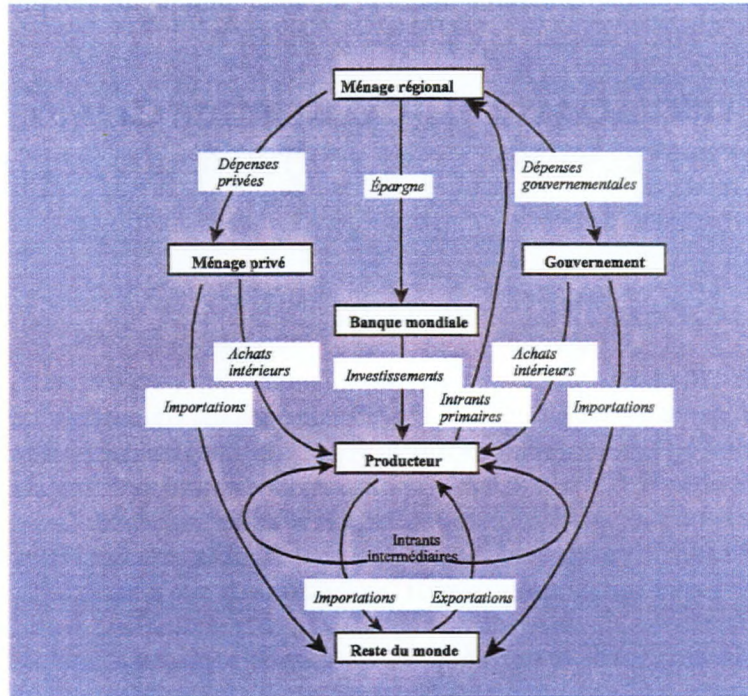 Ménage régional
Dépenses
privées
Épargne
Dépenses
gouvernementales
Ménage privé
Gouvernement
Banque mondiale
Achats
intérieurs
Investissements
Achats
intérieurs
Importations
Intrants
primaires
Importations
Producteur
Intrants
intermédiaires
Importations
Exportations
Reste du monde